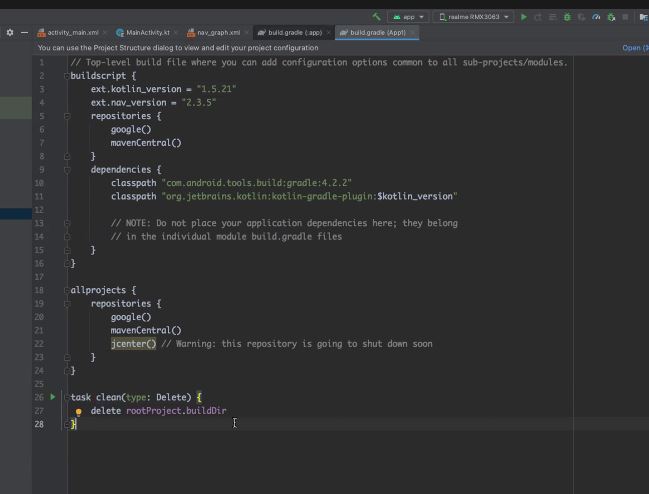 app
realme RMX3063
activity_main.xml
MainActivity.kt
nav_graph.xml
build.gradle (:app)
build.gradle (App1)
You can use the Project Structure dialog to view and edit your project configuration
Open (
1 // Top-level build file where you can add configuration options common to all sub-projects/modules.
2 buildscript {
3 ext.kotlin_version = "1.5.21"
4 ext.nav_version = "2.3.5"
5 repositories {
6 google()
7 mavenCentral()
8 }
9 dependencies {
10 classpath "com.android.tools.build:gradle:4.2.2"
11 classpath "org.jetbrains.kotlin:kotlin-gradle-plugin:$kotlin_version"
12
13 // NOTE: Do not place your application dependencies here; they belong
14 // in the individual module build.gradle files
15 }
16 }
17
18 allprojects {
19 repositories {
20 google()
21 mavenCentral()
22 jcenter() // Warning: this repository is going to shut down soon
23 }
24 }
25
26 task clean(type: Delete) {
27 delete rootProject.buildDir
28 }